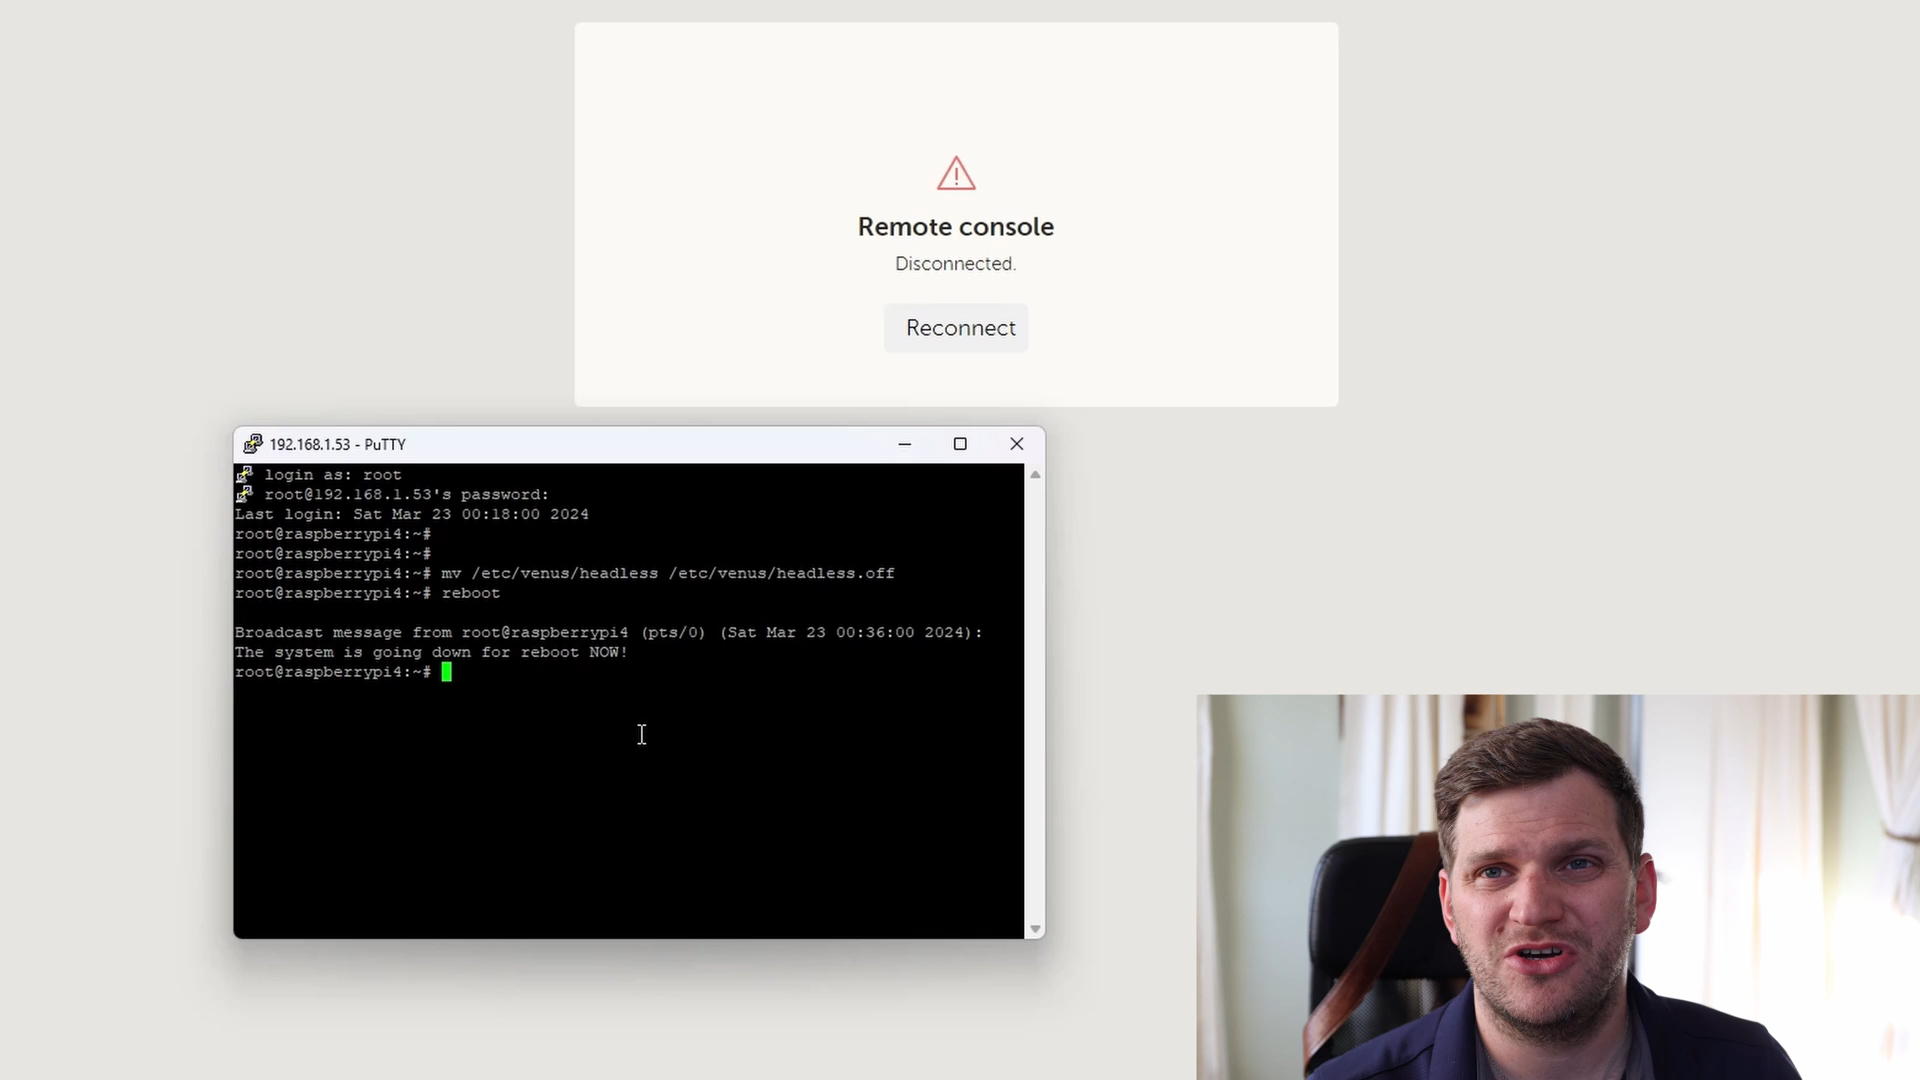 Remote console
Disconnected.
Reconnect
192.168.1.53 - PuTTY
login as: root
root@192.168.1.53's password:
Last login: Sat Mar 23 00:18:00 2024
root@raspberrypi4:~#
root@raspberrypi4:~#
root@raspberrypi4:~# mv /etc/venus/headless /etc/venus/headless.off
root@raspberrypi4:~# reboot
Broadcast message from root@raspberrypi4 (pts/0) (Sat Mar 23 00:36:00 2024):
The system is going down for reboot NOW!
root@raspberrypi4:~#